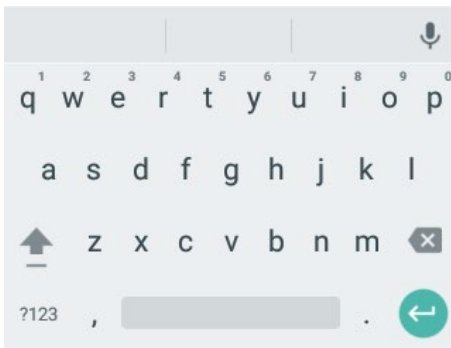 1 2 3 4 5 6 7 8 9 0
q w e r t y u i o p
a s d f g h j k l
z x c v b n m
?123 , .